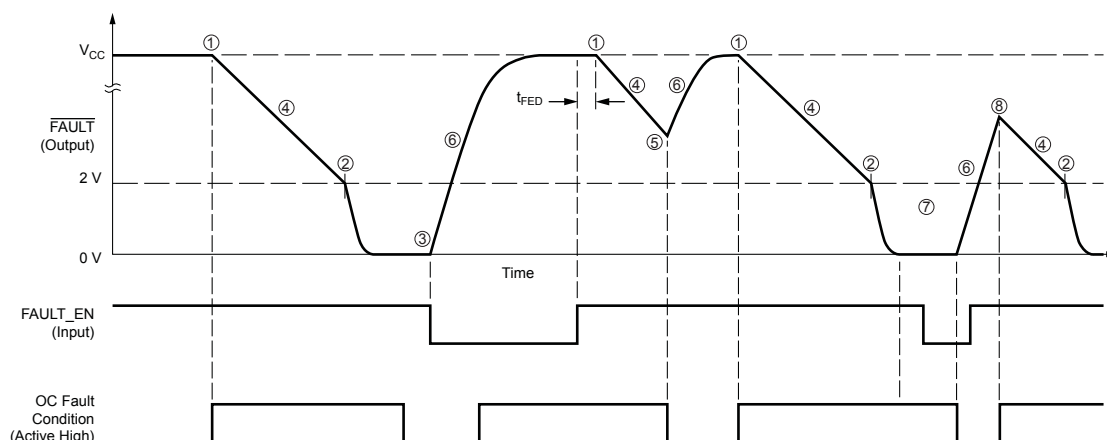 V_CC
① ① ①
④ t_FED ④ ⑥ ④ ⑧
FAULT
(Output)
⑥ ⑤ ④
2 V
② ② ⑥ ②
⑦
③
0 V
Time
FAULT_EN
(Input)
OC Fault
Condition
(Active High)